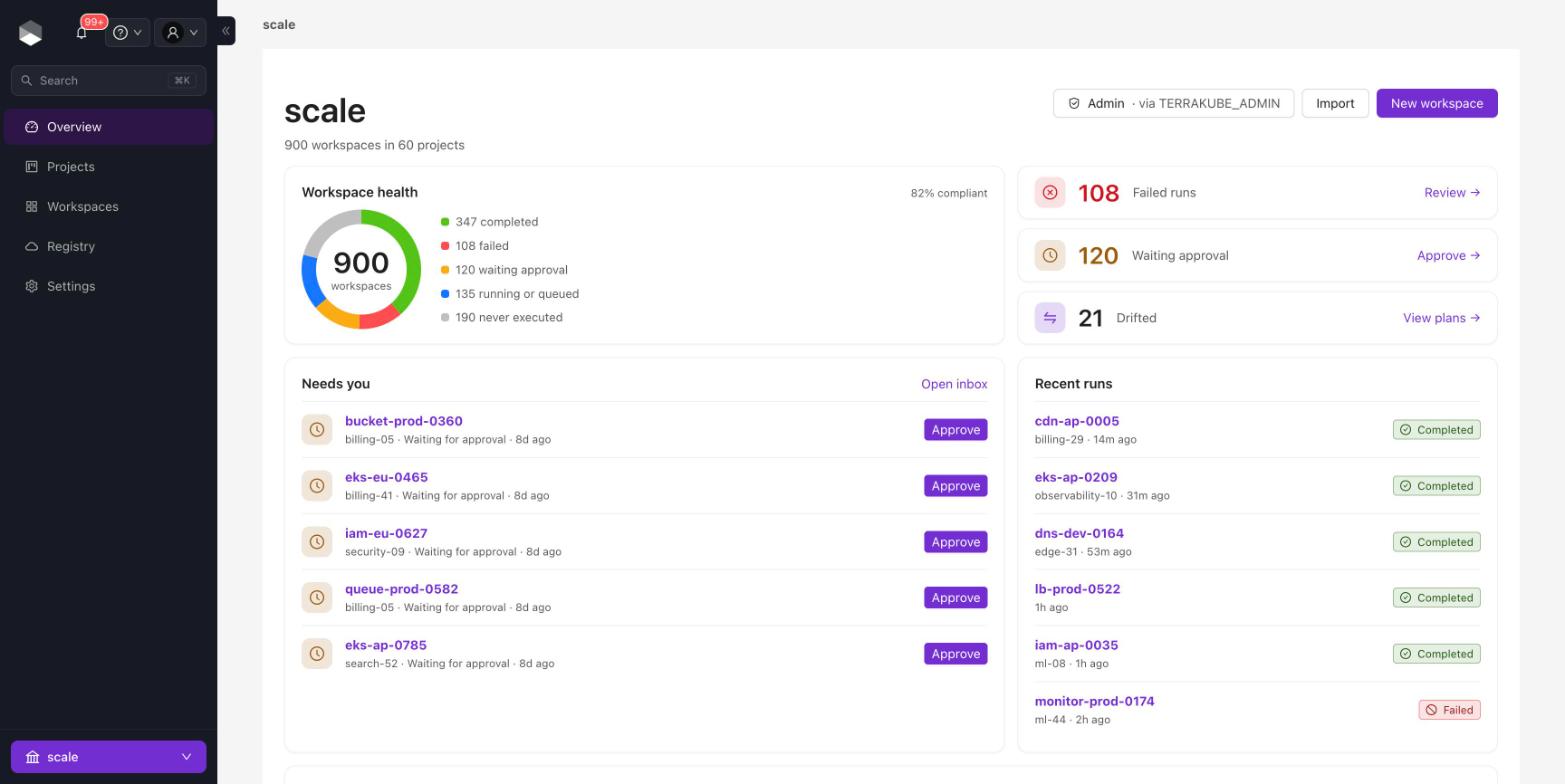 99+
Search ⌘K
Overview
Projects
Workspaces
Registry
Settings
scale
scale
scale
900 workspaces in 60 projects
Admin · via TERRAKUBE_ADMIN
Import
New workspace
Workspace health
82% compliant
900
workspaces
347 completed
108 failed
120 waiting approval
135 running or queued
190 never executed
108 Failed runs Review →
120 Waiting approval Approve →
21 Drifted View plans →
Needs you Open inbox
bucket-prod-0360
billing-05 · Waiting for approval · 8d ago
Approve
eks-eu-0465
billing-41 · Waiting for approval · 8d ago
Approve
iam-eu-0627
security-09 · Waiting for approval · 8d ago
Approve
queue-prod-0582
billing-05 · Waiting for approval · 8d ago
Approve
eks-ap-0785
search-52 · Waiting for approval · 8d ago
Approve
Recent runs
cdn-ap-0005
billing-29 · 14m ago
Completed
eks-ap-0209
observability-10 · 31m ago
Completed
dns-dev-0164
edge-31 · 53m ago
Completed
lb-prod-0522
1h ago
Completed
iam-ap-0035
ml-08 · 1h ago
Completed
monitor-prod-0174
ml-44 · 2h ago
Failed